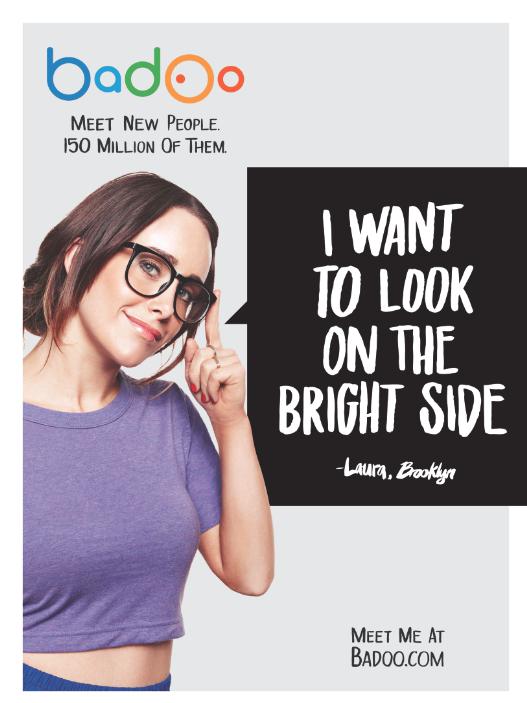 badoo
MEET NEW PEOPLE.
150 MILLION OF THEM.
I WANT
TO LOOK
ON THE
BRIGHT SIDE
-Laura, Brooklyn
MEET ME AT
BADOO.COM